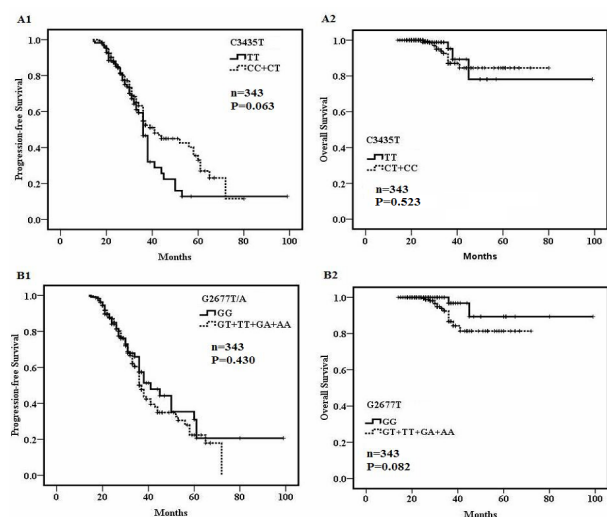 A1
Progression-free Survival
1.0
0.8
0.6
0.4
0.2
0.0
C3435T
TT
CC+CT
n=343
P=0.063
0 20 40 60 80 100
Months
A2
Overall Survival
1.0
0.8
0.6
0.4
0.2
0.0
C3435T
TT
CT+CC
n=343
P=0.523
0 20 40 60 80 100
Months
B1
Progression-free Survival
1.0
0.8
0.6
0.4
0.2
0.0
G2677T/A
GG
GT+TT+GA+AA
n=343
P=0.430
0 20 40 60 80 100
Months
B2
Overall Survival
1.0
0.8
0.6
0.4
0.2
0.0
G2677T
GG
GT+TT+GA+AA
n=343
P=0.082
0 20 40 60 80 100
Months